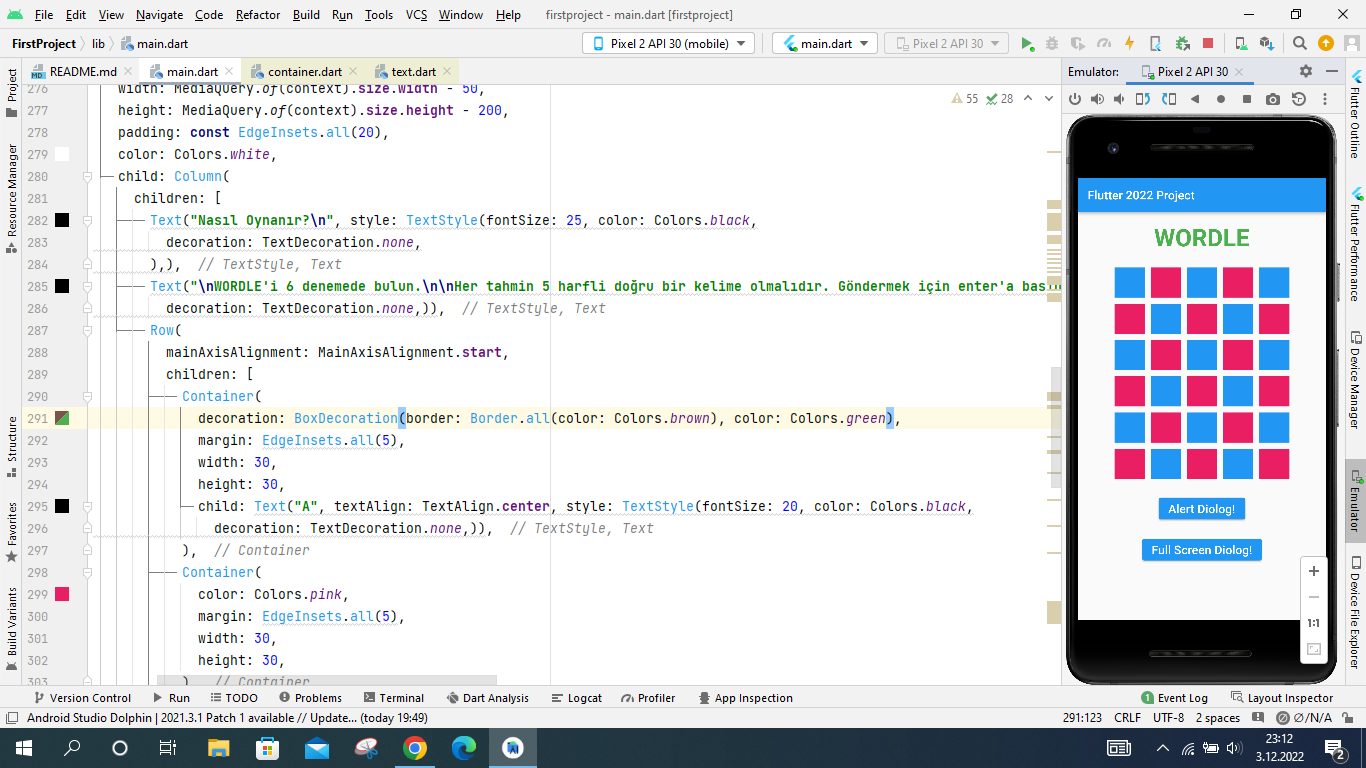 File Edit View Navigate Code Refactor Build Run Tools VCS Window Help firstproject - main.dart [firstproject]
FirstProject lib main.dart Pixel 2 API 30 (mobile) main.dart Pixel 2 API 30
README.md main.dart container.dart text.dart
Emulator: Pixel 2 API 30
Project
Resource Manager
Structure
Favorites
Build Variants
55 28
276 width: MediaQuery.of(context).size.width - 50,
277 height: MediaQuery.of(context).size.height - 200,
278 padding: const EdgeInsets.all(20),
279 color: Colors.white,
280 child: Column(
281 children: [
282 Text("Nasıl Oynanır?\n", style: TextStyle(fontSize: 25, color: Colors.black,
283 decoration: TextDecoration.none,
284 ),), // TextStyle, Text
285 Text("\nWORDLE'i 6 denemede bulun.\n\nHer tahmin 5 harfli doğru bir kelime olmalıdır. Göndermek için enter'a bas
286 decoration: TextDecoration.none,)), // TextStyle, Text
287 Row(
288 mainAxisAlignment: MainAxisAlignment.start,
289 children: [
290 Container(
291 decoration: BoxDecoration(border: Border.all(color: Colors.brown), color: Colors.green),
292 margin: EdgeInsets.all(5),
293 width: 30,
294 height: 30,
295 child: Text("A", textAlign: TextAlign.center, style: TextStyle(fontSize: 20, color: Colors.black,
296 decoration: TextDecoration.none,)), // TextStyle, Text
297 ), // Container
298 Container(
299 color: Colors.pink,
300 margin: EdgeInsets.all(5),
301 width: 30,
302 height: 30,
303 ) // Container
Flutter 2022 Project
WORDLE
Alert Diolog!
Full Screen Diolog!
1:1
Flutter Outline
Flutter Performance
Device Manager
Emulator
Device File Explorer
Version Control Run TODO Problems Terminal Dart Analysis Logcat Profiler App Inspection 1 Event Log Layout Inspector
Android Studio Dolphin | 2021.3.1 Patch 1 available // Update... (today 19:49) 291:123 CRLF UTF-8 2 spaces Ø/N/A
23:12
3.12.2022
2